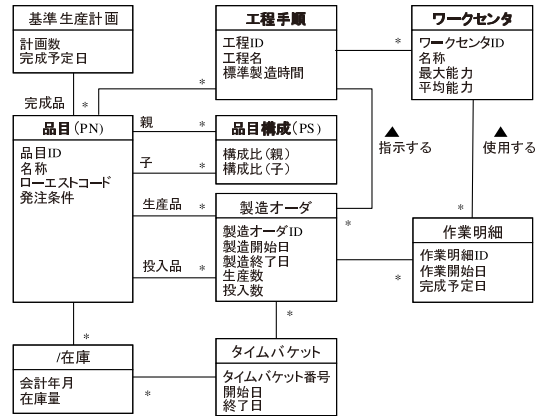 基準生産計画
計画数
完成予定日
工程手順
工程ID
工程名
標準製造時間
ワークセンタ
ワークセンタID
名称
最大能力
平均能力
*
*
完成品
*
品目(PN)
品目ID
名称
ローエストコード
発注条件
親
*
子
*
品目構成(PS)
構成比(親)
構成比(子)
▲
指示する
▲
使用する
生産品
*
投入品
*
製造オーダ
製造オーダID
製造開始日
製造終了日
生産数
投入数
*
*
*
作業明細
作業明細ID
作業開始日
完成予定日
*
*
/在庫
会計年月
在庫量
*
タイムバケット
タイムバケット番号
開始日
終了日